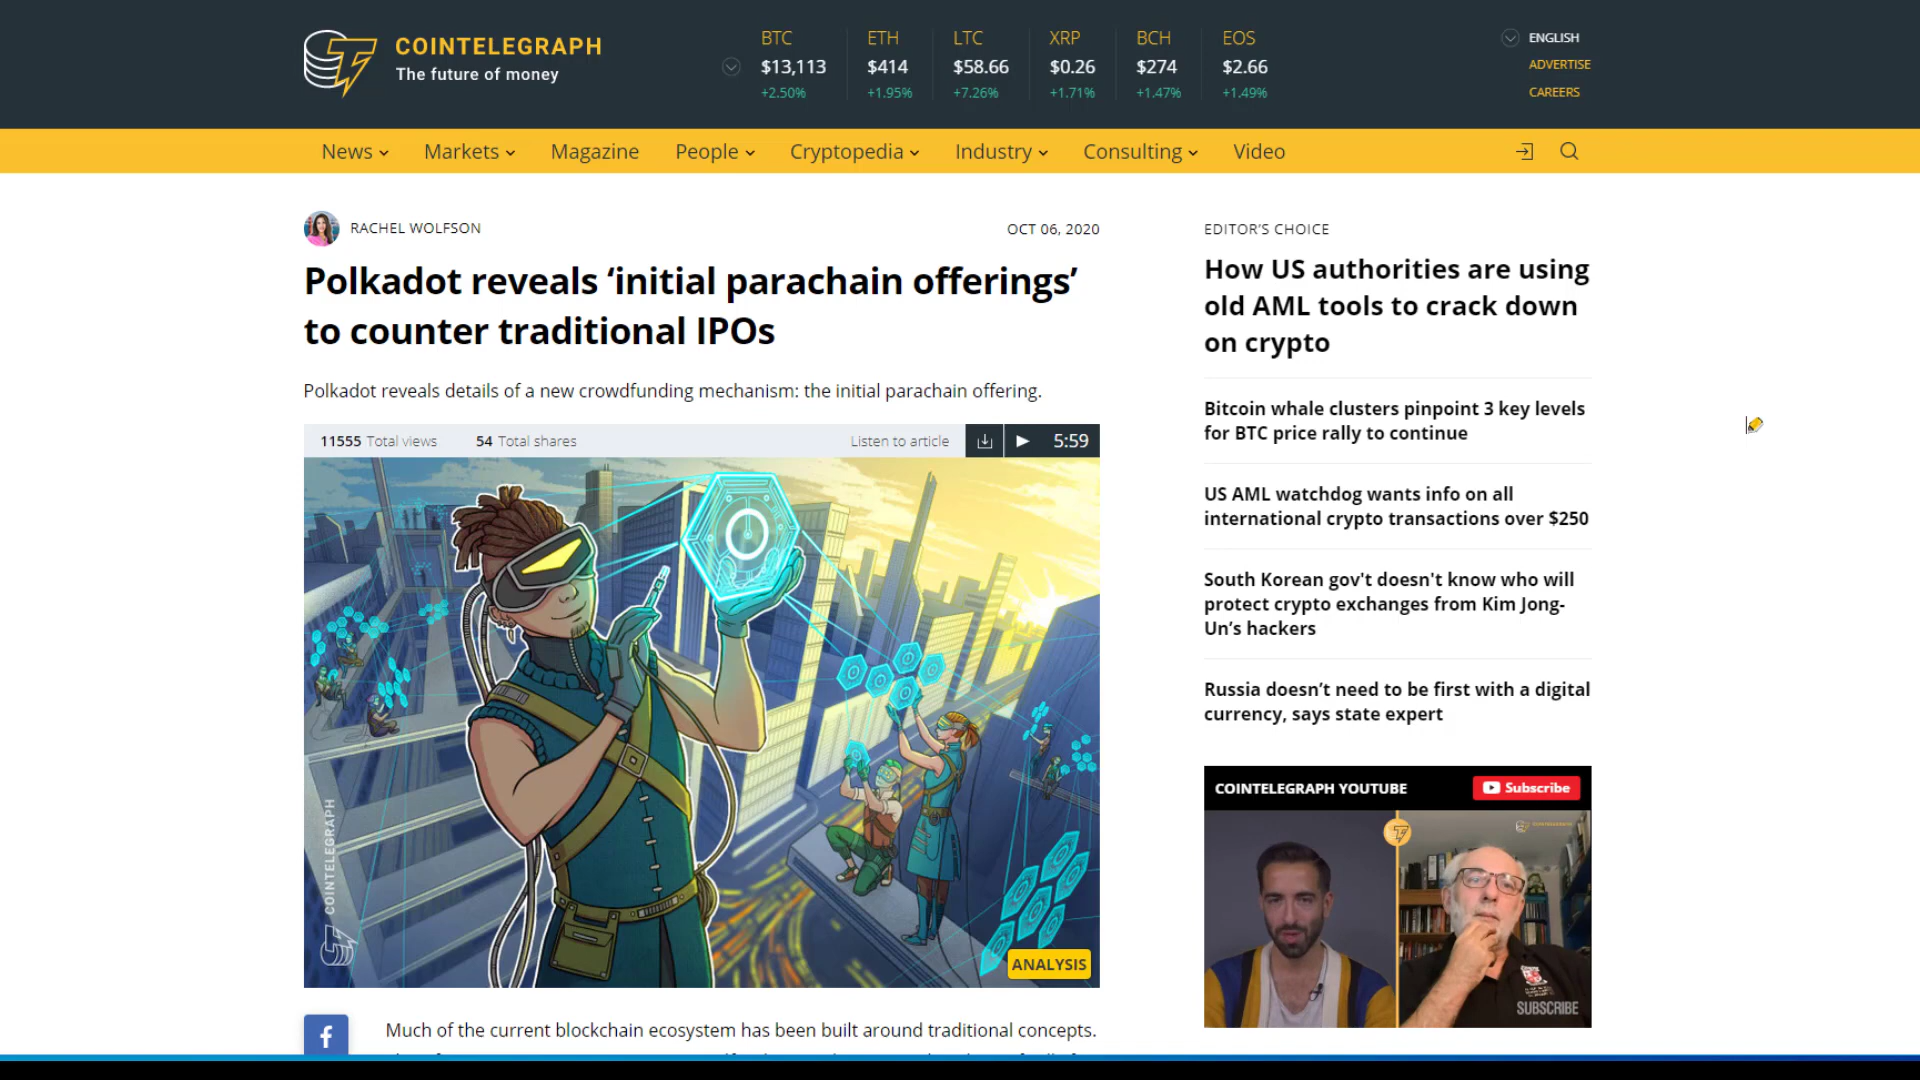 COINTELEGRAPH
The future of money
BTC
$13,113
+2.50%
ETH
$414
+1.95%
LTC
$58.66
+7.26%
XRP
$0.26
+1.71%
BCH
$274
+1.47%
EOS
$2.66
+1.49%
ENGLISH
ADVERTISE
CAREERS
News
Markets
Magazine
People
Cryptopedia
Industry
Consulting
Video
RACHEL WOLFSON
OCT 06, 2020
Polkadot reveals ‘initial parachain offerings’
to counter traditional IPOs
Polkadot reveals details of a new crowdfunding mechanism: the initial parachain offering.
11555 Total views
54 Total shares
Listen to article
5:59
COINTELEGRAPH
ANALYSIS
Much of the current blockchain ecosystem has been built around traditional concepts.
EDITOR’S CHOICE
How US authorities are using
old AML tools to crack down
on crypto
Bitcoin whale clusters pinpoint 3 key levels
for BTC price rally to continue
US AML watchdog wants info on all
international crypto transactions over $250
South Korean gov't doesn't know who will
protect crypto exchanges from Kim Jong-
Un’s hackers
Russia doesn’t need to be first with a digital
currency, says state expert
COINTELEGRAPH YOUTUBE
Subscribe
SUBSCRIBE